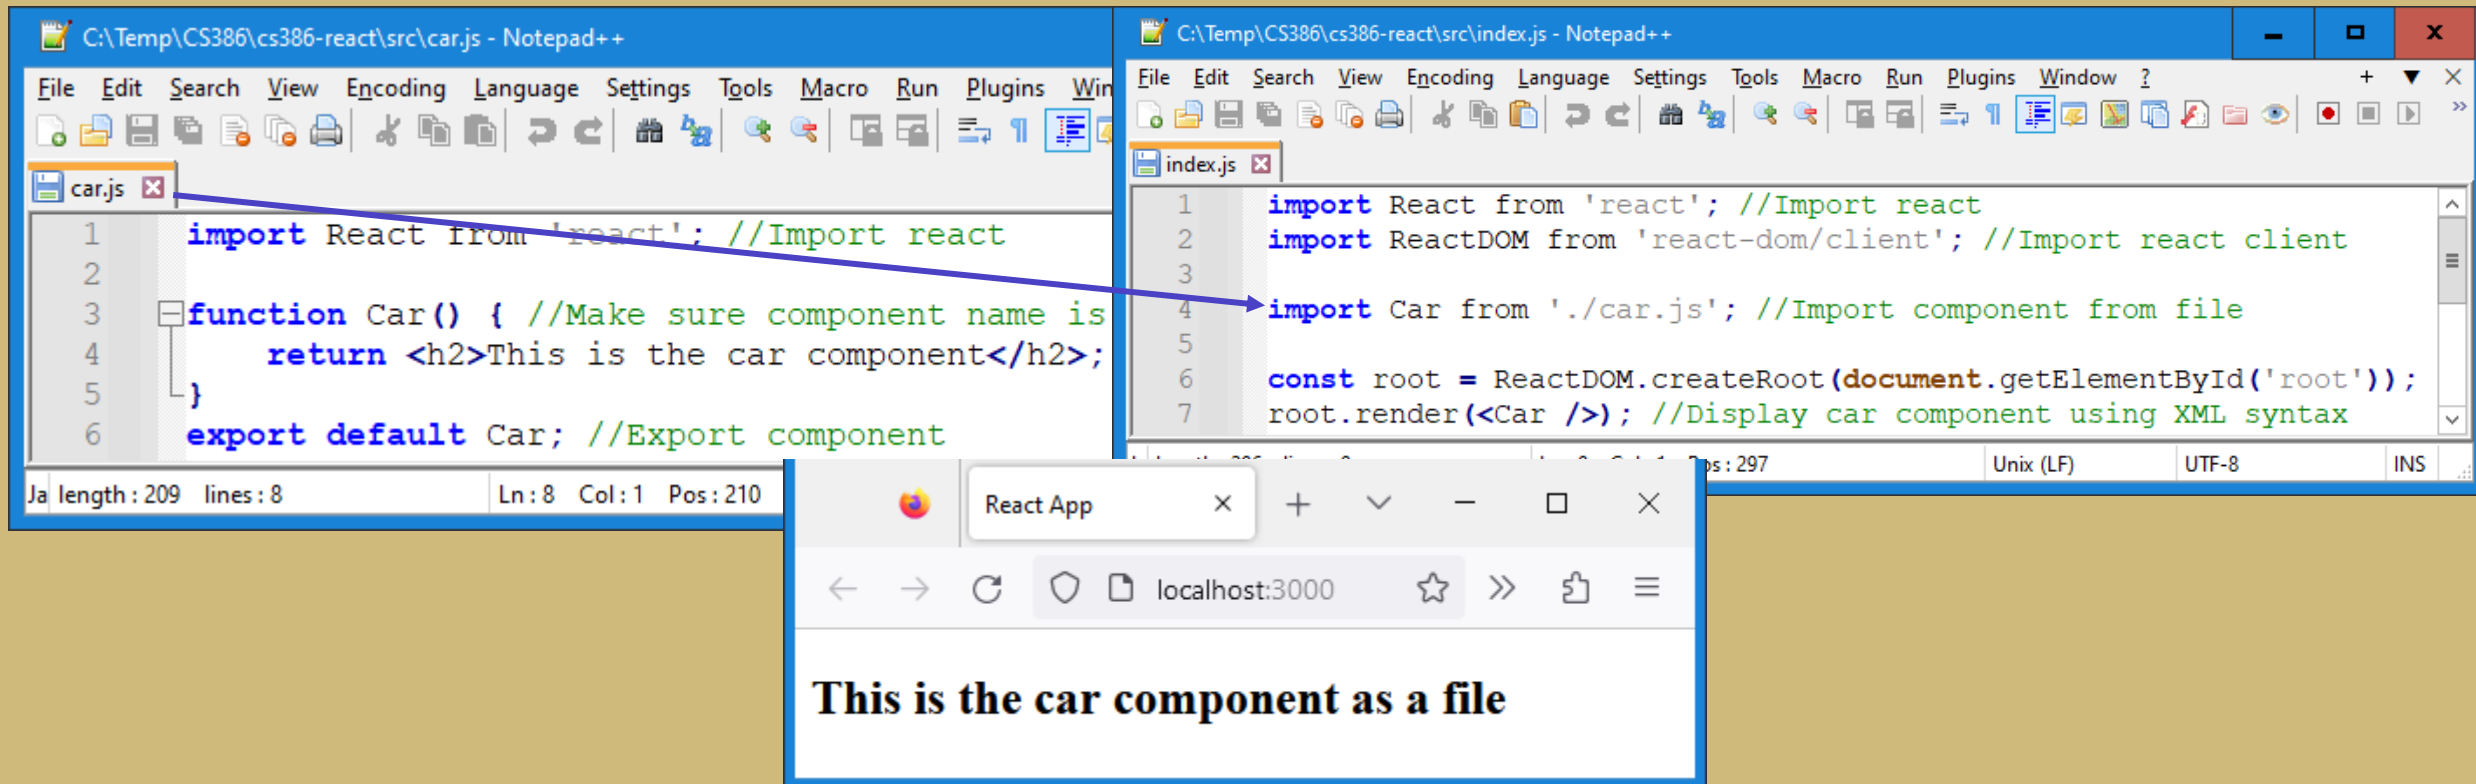 C:\Temp\CS386\cs386-react\src\car.js - Notepad++
File Edit Search View Encoding Language Settings Tools Macro Run Plugins Win
car.js
1 import React from 'react'; //Import react
2
3 function Car() { //Make sure component name is
4 return <h2>This is the car component</h2>;
5 }
6 export default Car; //Export component
Ja length : 209 lines : 8 Ln : 8 Col : 1 Pos : 210
C:\Temp\CS386\cs386-react\src\index.js - Notepad++
File Edit Search View Encoding Language Settings Tools Macro Run Plugins Window ?
index.js
1 import React from 'react'; //Import react
2 import ReactDOM from 'react-dom/client'; //Import react client
3
4 import Car from './car.js'; //Import component from file
5
6 const root = ReactDOM.createRoot(document.getElementById('root'));
7 root.render(<Car />); //Display car component using XML syntax
: 297 Unix (LF) UTF-8 INS
React App
localhost:3000
This is the car component as a file